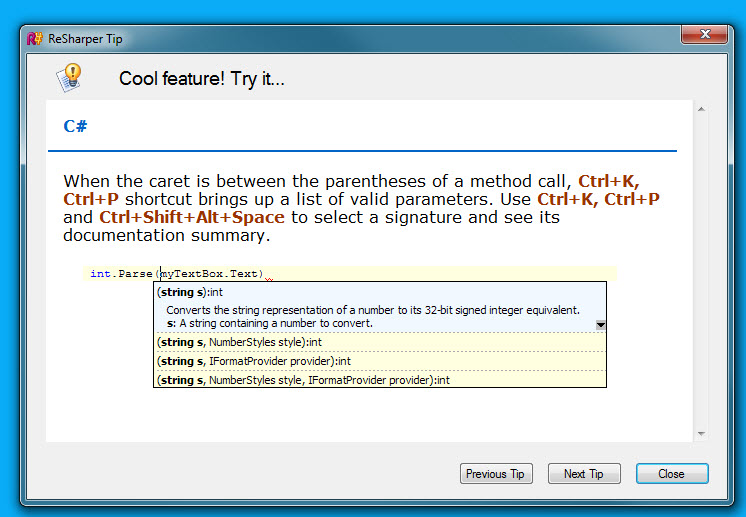 R# ReSharper Tip
Cool feature! Try it...
C#
When the caret is between the parentheses of a method call, Ctrl+K,
Ctrl+P shortcut brings up a list of valid parameters. Use Ctrl+K, Ctrl+P
and Ctrl+Shift+Alt+Space to select a signature and see its
documentation summary.
int.Parse(myTextBox.Text)
(string s):int
Converts the string representation of a number to its 32-bit signed integer equivalent.
s: A string containing a number to convert.
(string s, NumberStyles style):int
(string s, IFormatProvider provider):int
(string s, NumberStyles style, IFormatProvider provider):int
Previous Tip Next Tip Close